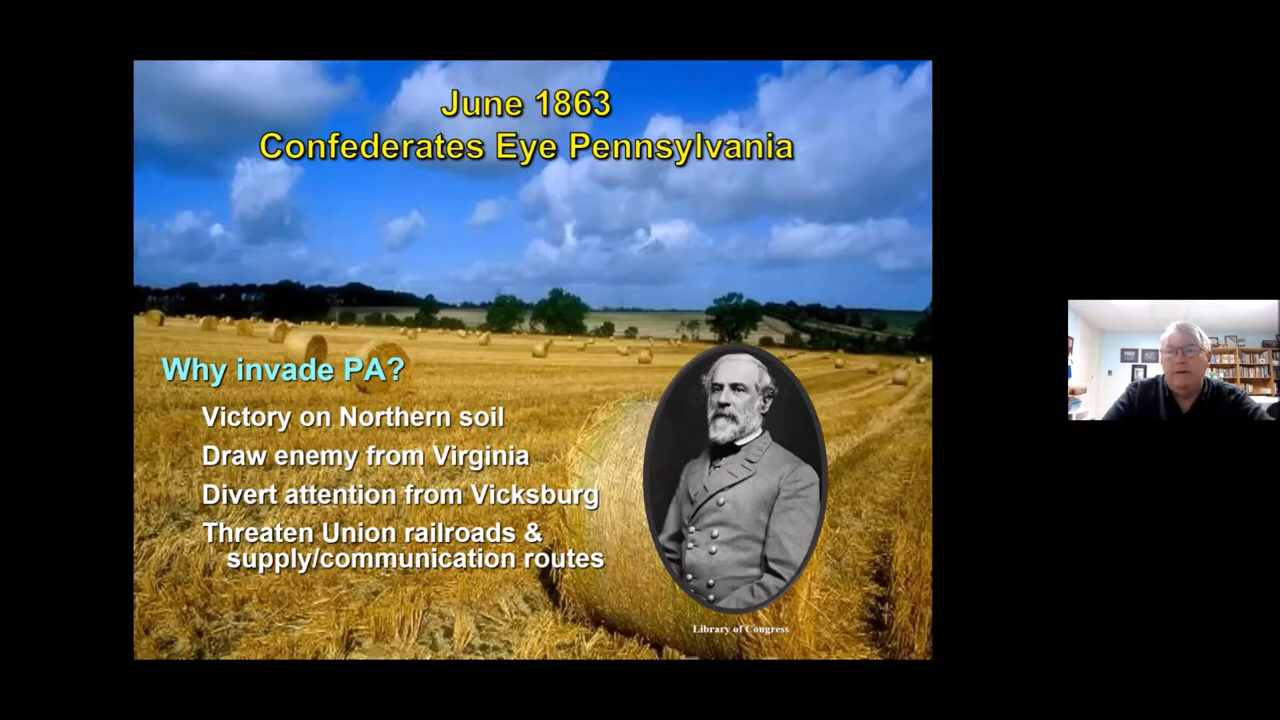 June 1863
Confederates Eye Pennsylvania
Why invade PA?
Victory on Northern soil
Draw enemy from Virginia
Divert attention from Vicksburg
Threaten Union railroads &
supply/communication routes
Library of Congress